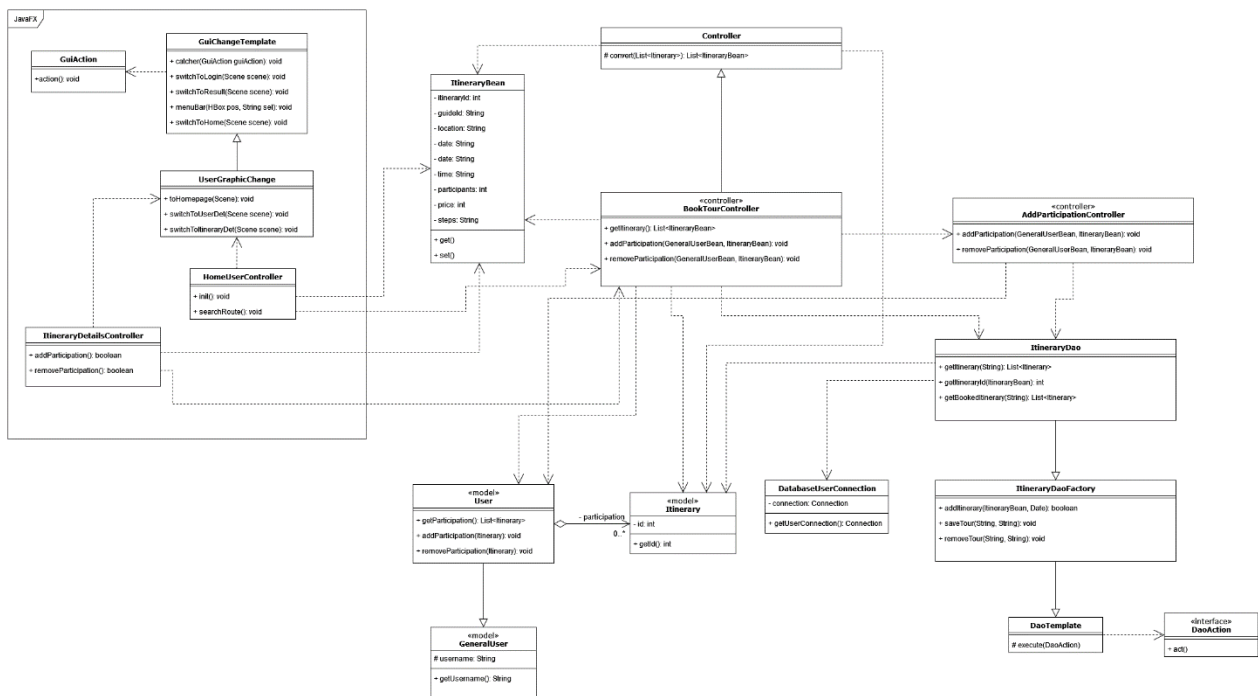 JavaFX
GuiChangeTemplate
+ catcher(GuiAction guiAction): void
+ switchToLogin(Scene scene): void
+ switchToResult(Scene scene): void
+ menuBar(HBox pos, String sel): void
+ switchToHome(Scene scene): void
GuiAction
+action(): void
UserGraphicChange
+ toHomepage(Scene): void
+ switchToUserDet(Scene scene): void
+ switchToItineraryDet(Scene scene): void
HomeUserController
+ init(): void
+ searchRoute(): void
ItineraryDetailsController
+ addParticipation(): boolean
+ removeParticipation(): boolean
ItineraryBean
- itineraryId: int
- guideId: String
- location: String
- date: String
- date: String
- time: String
- participants: int
- price: int
- steps: String
+ get()
+ set()
Controller
# convert(List<Itinerary>): List<ItineraryBean>
«controller»
BookTourController
+ getItinerary(): List<ItineraryBean>
+ addParticipation(GeneralUserBean, ItineraryBean): void
+ removeParticipation(GeneralUserBean, ItineraryBean): void
«controller»
AddParticipationController
+ addParticipation(GeneralUserBean, ItineraryBean): void
+ removeParticipation(GeneralUserBean, ItineraryBean): void
ItineraryDao
+ getItinerary(String): List<Itinerary>
+ getItineraryId(ItineraryBean): int
+ getBookedItinerary(String): List<Itinerary>
«model»
User
+ getParticipation(): List<Itinerary>
+ addParticipation(Itinerary): void
+ removeParticipation(Itinerary): void
- participation
0..*
«model»
Itinerary
- id: int
+ getId(): int
DatabaseUserConnection
- connection: Connection
+ getUserConnection(): Connection
ItineraryDaoFactory
+ addItinerary(ItineraryBean, Date): boolean
+ saveTour(String, String): void
+ removeTour(String, String): void
«model»
GeneralUser
# username: String
+ getUsername(): String
DaoTemplate
# execute(DaoAction)
«interface»
DaoAction
+ act()